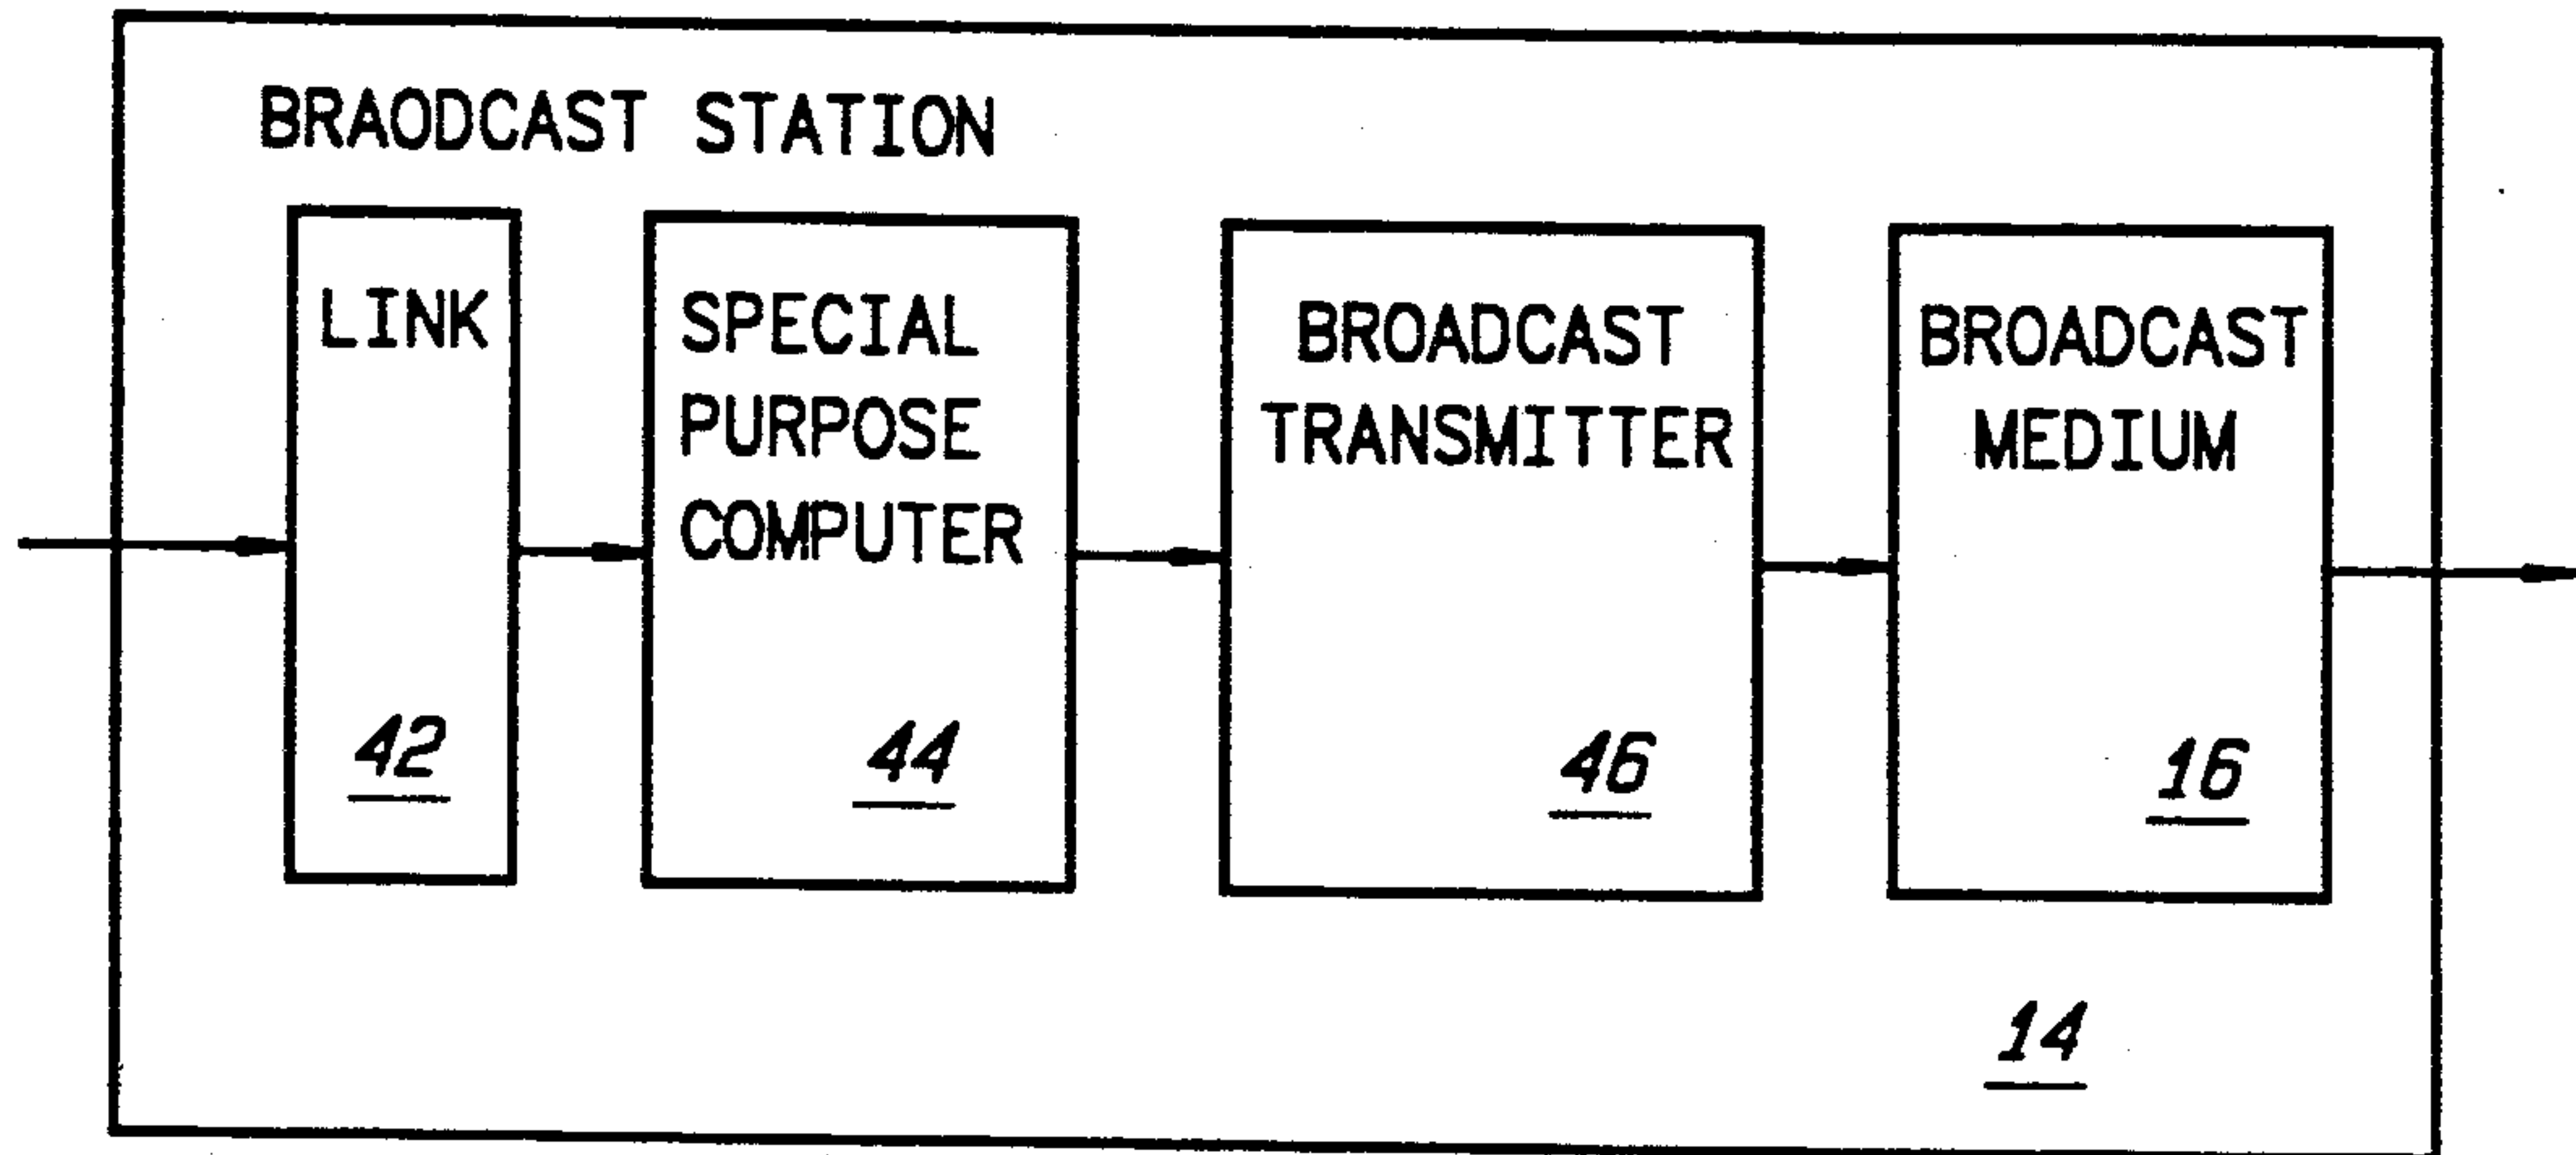 BRAODCAST STATION
LINK
42
SPECIAL
PURPOSE
COMPUTER
44
BROADCAST
TRANSMITTER
46
BROADCAST
MEDIUM
16
14